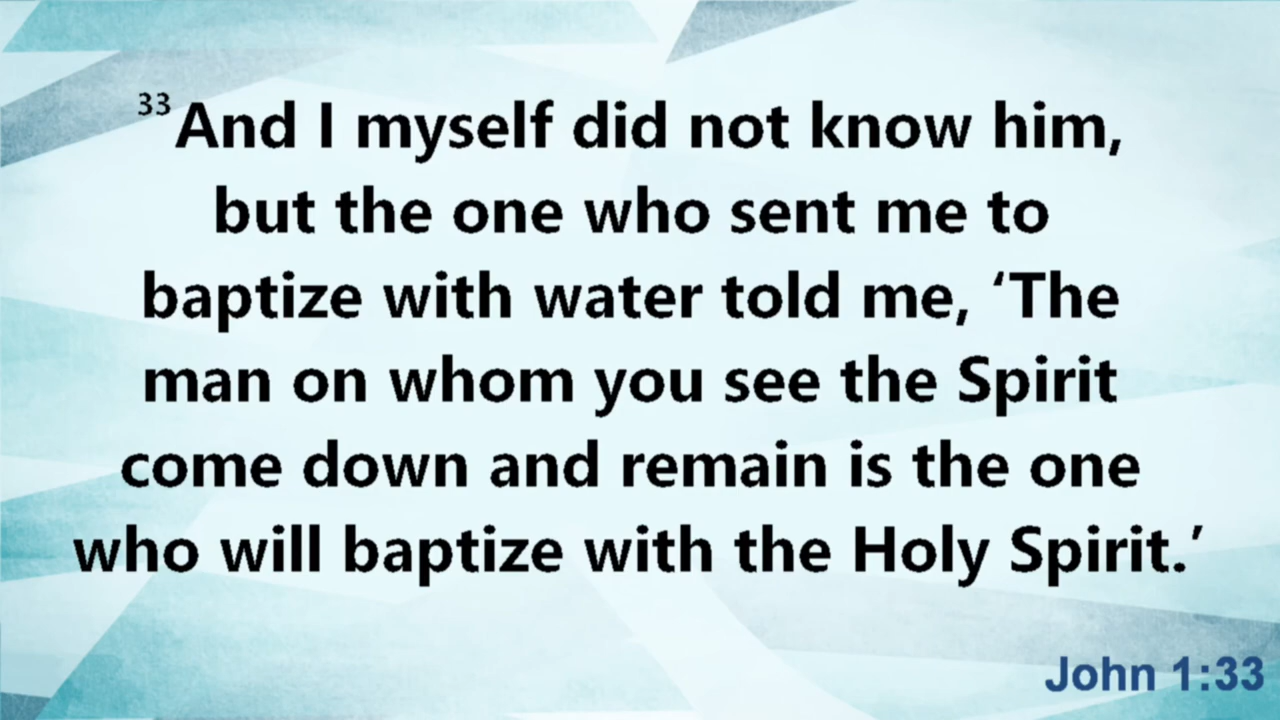 33 And I myself did not know him,
but the one who sent me to
baptize with water told me, ‘The
man on whom you see the Spirit
come down and remain is the one
who will baptize with the Holy Spirit.’
John 1:33